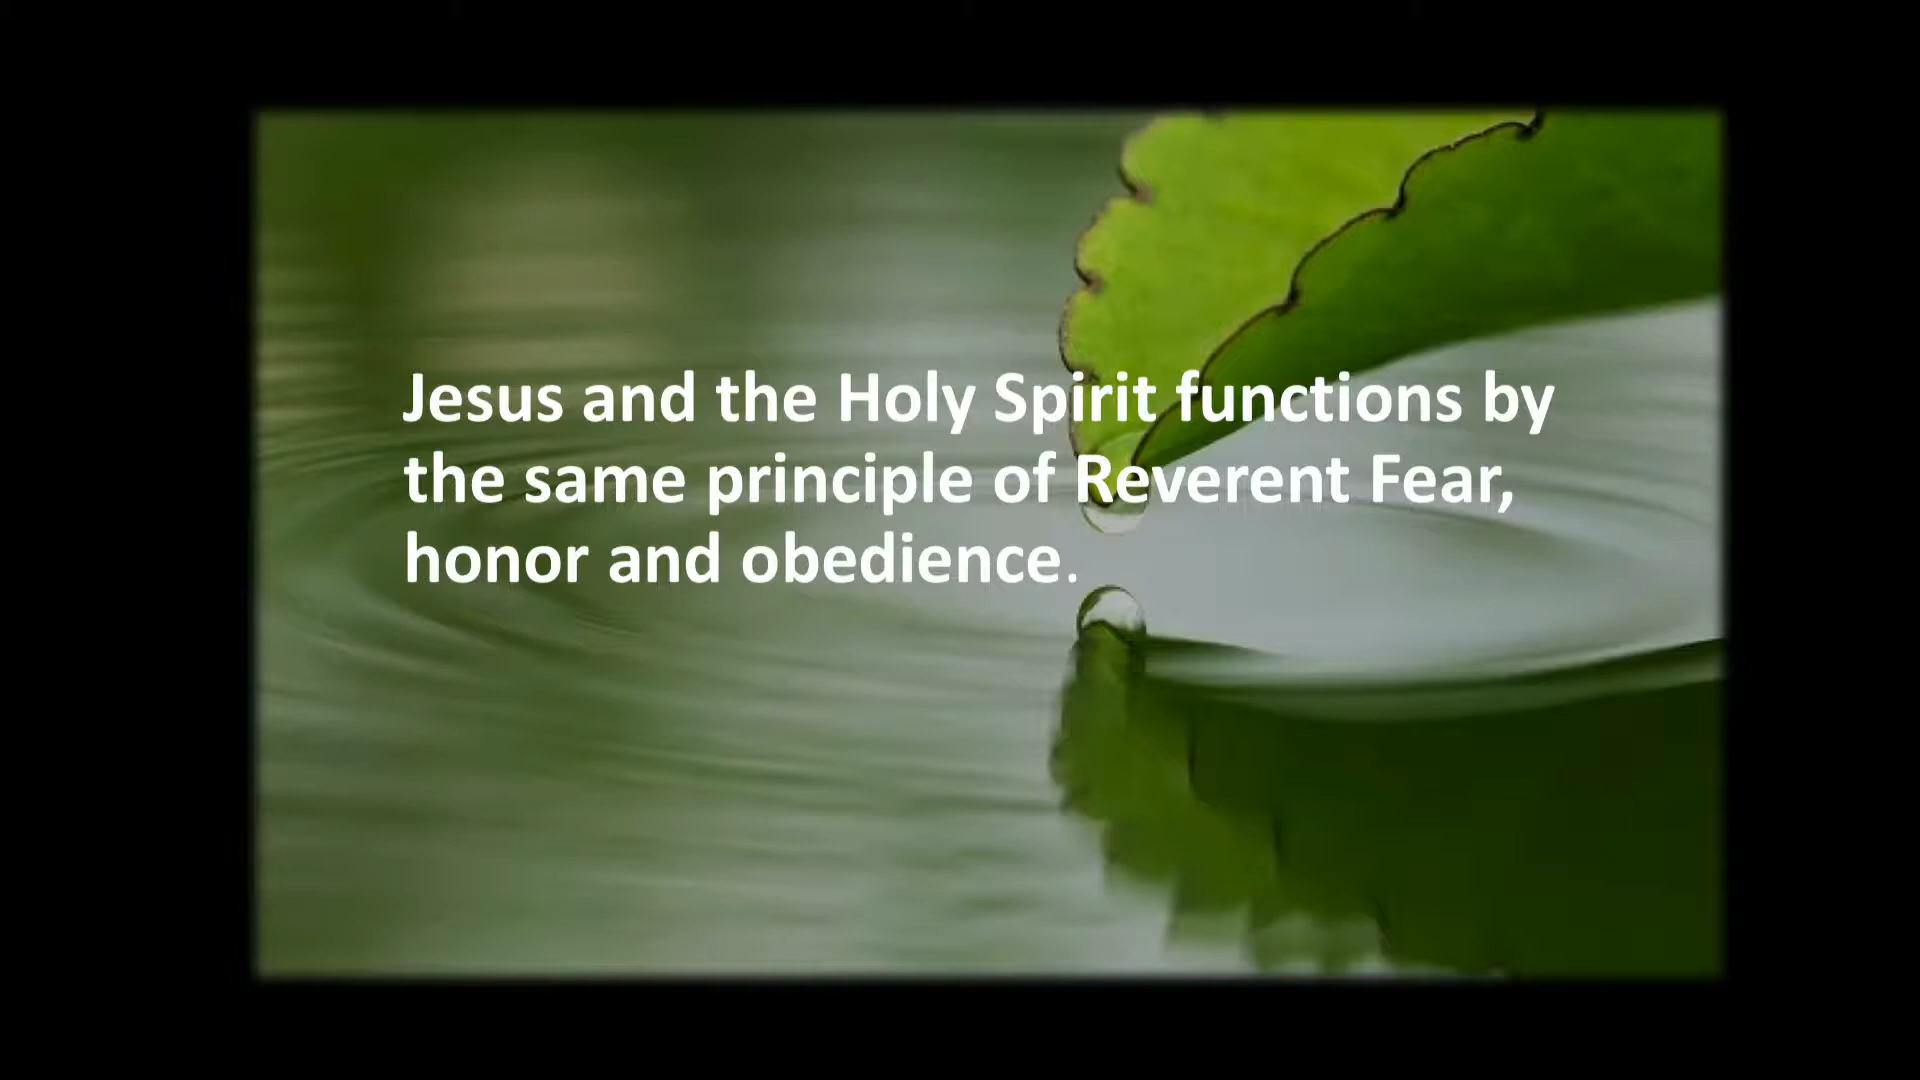 Jesus and the Holy Spirit functions by
the same principle of Reverent Fear,
honor and obedience.